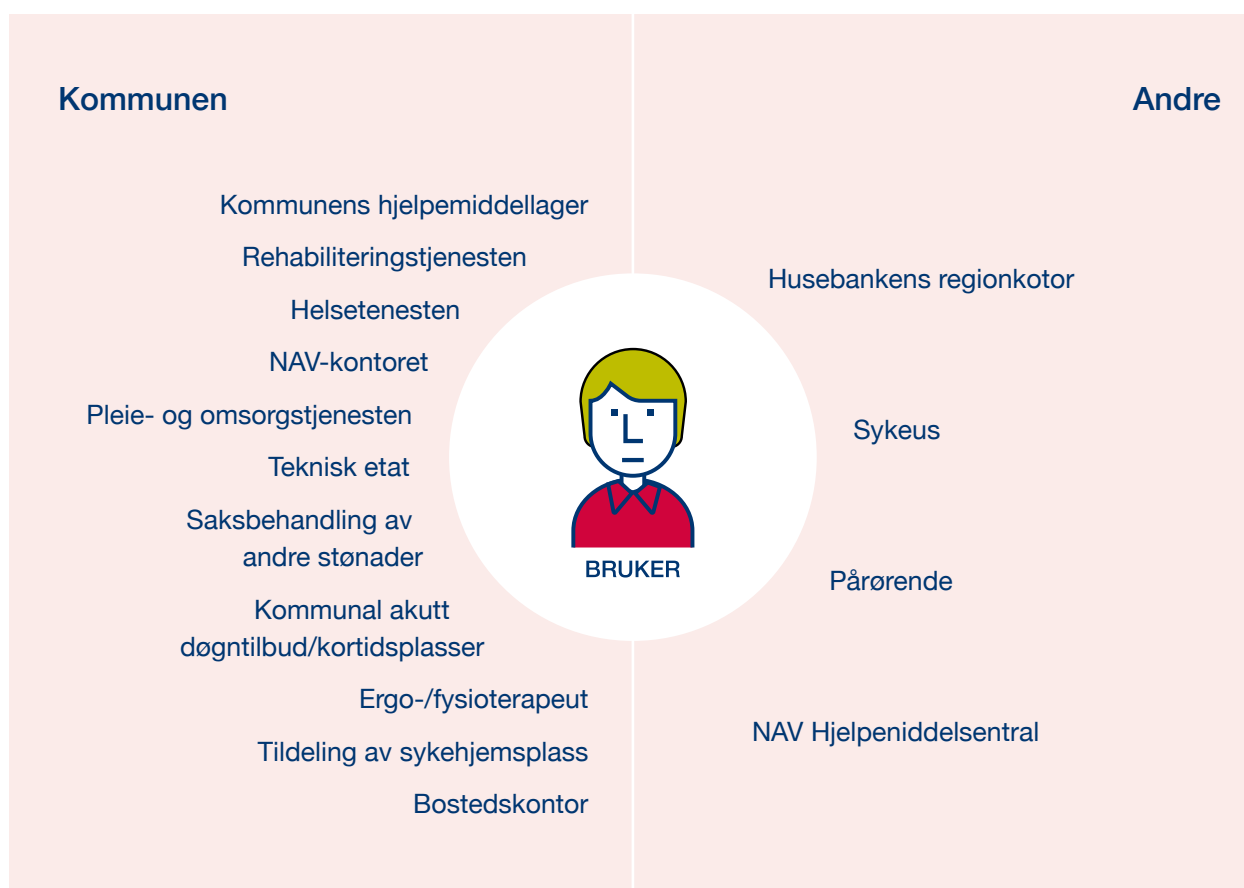 Kommunen
Kommunens hjelpemiddellager
Rehabiliteringstjenesten
Helsetenesten
NAV-kontoret
Pleie- og omsorgstjenesten
Teknisk etat
Saksbehandling av
andre stønader
Kommunal akutt
døgntilbud/kortidsplasser
Ergo-/fysioterapeut
Tildeling av sykehjemsplass
Bostedskontor
BRUKER
Andre
Husebankens regionkotor
Sykeus
Pårørende
NAV Hjelpeniddelsentral